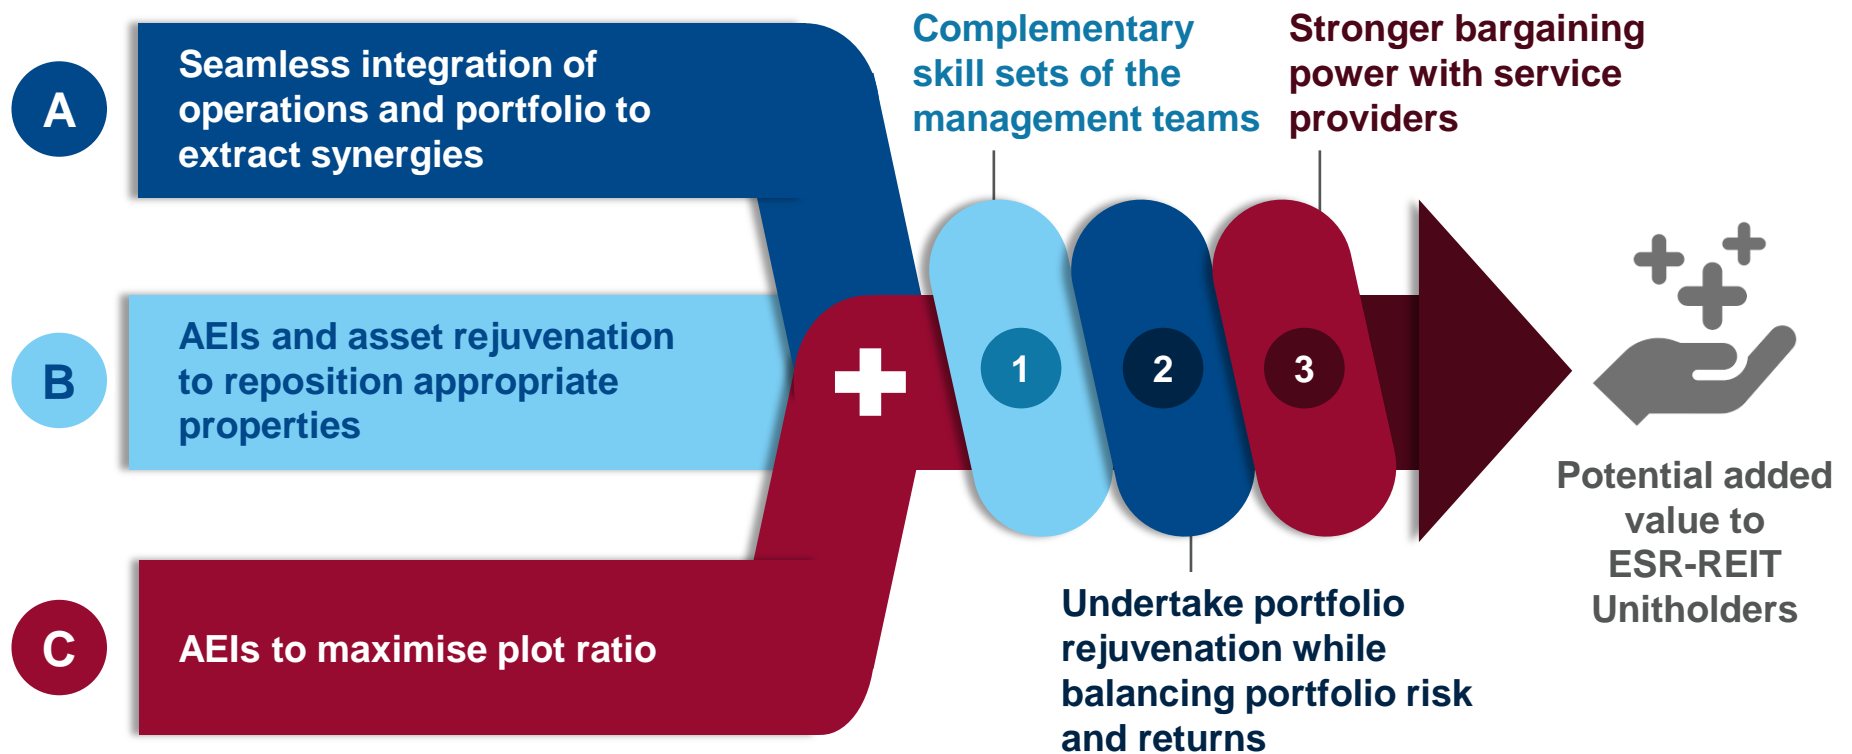 A
Seamless integration of
operations and portfolio to
extract synergies
B
AEIs and asset rejuvenation
to reposition appropriate
properties
C
AEIs to maximise plot ratio
Complementary
skill sets of the
management teams
Stronger bargaining
power with service
providers
1
2
3
Undertake portfolio
rejuvenation while
balancing portfolio risk
and returns
Potential added
value to
ESR-REIT
Unitholders